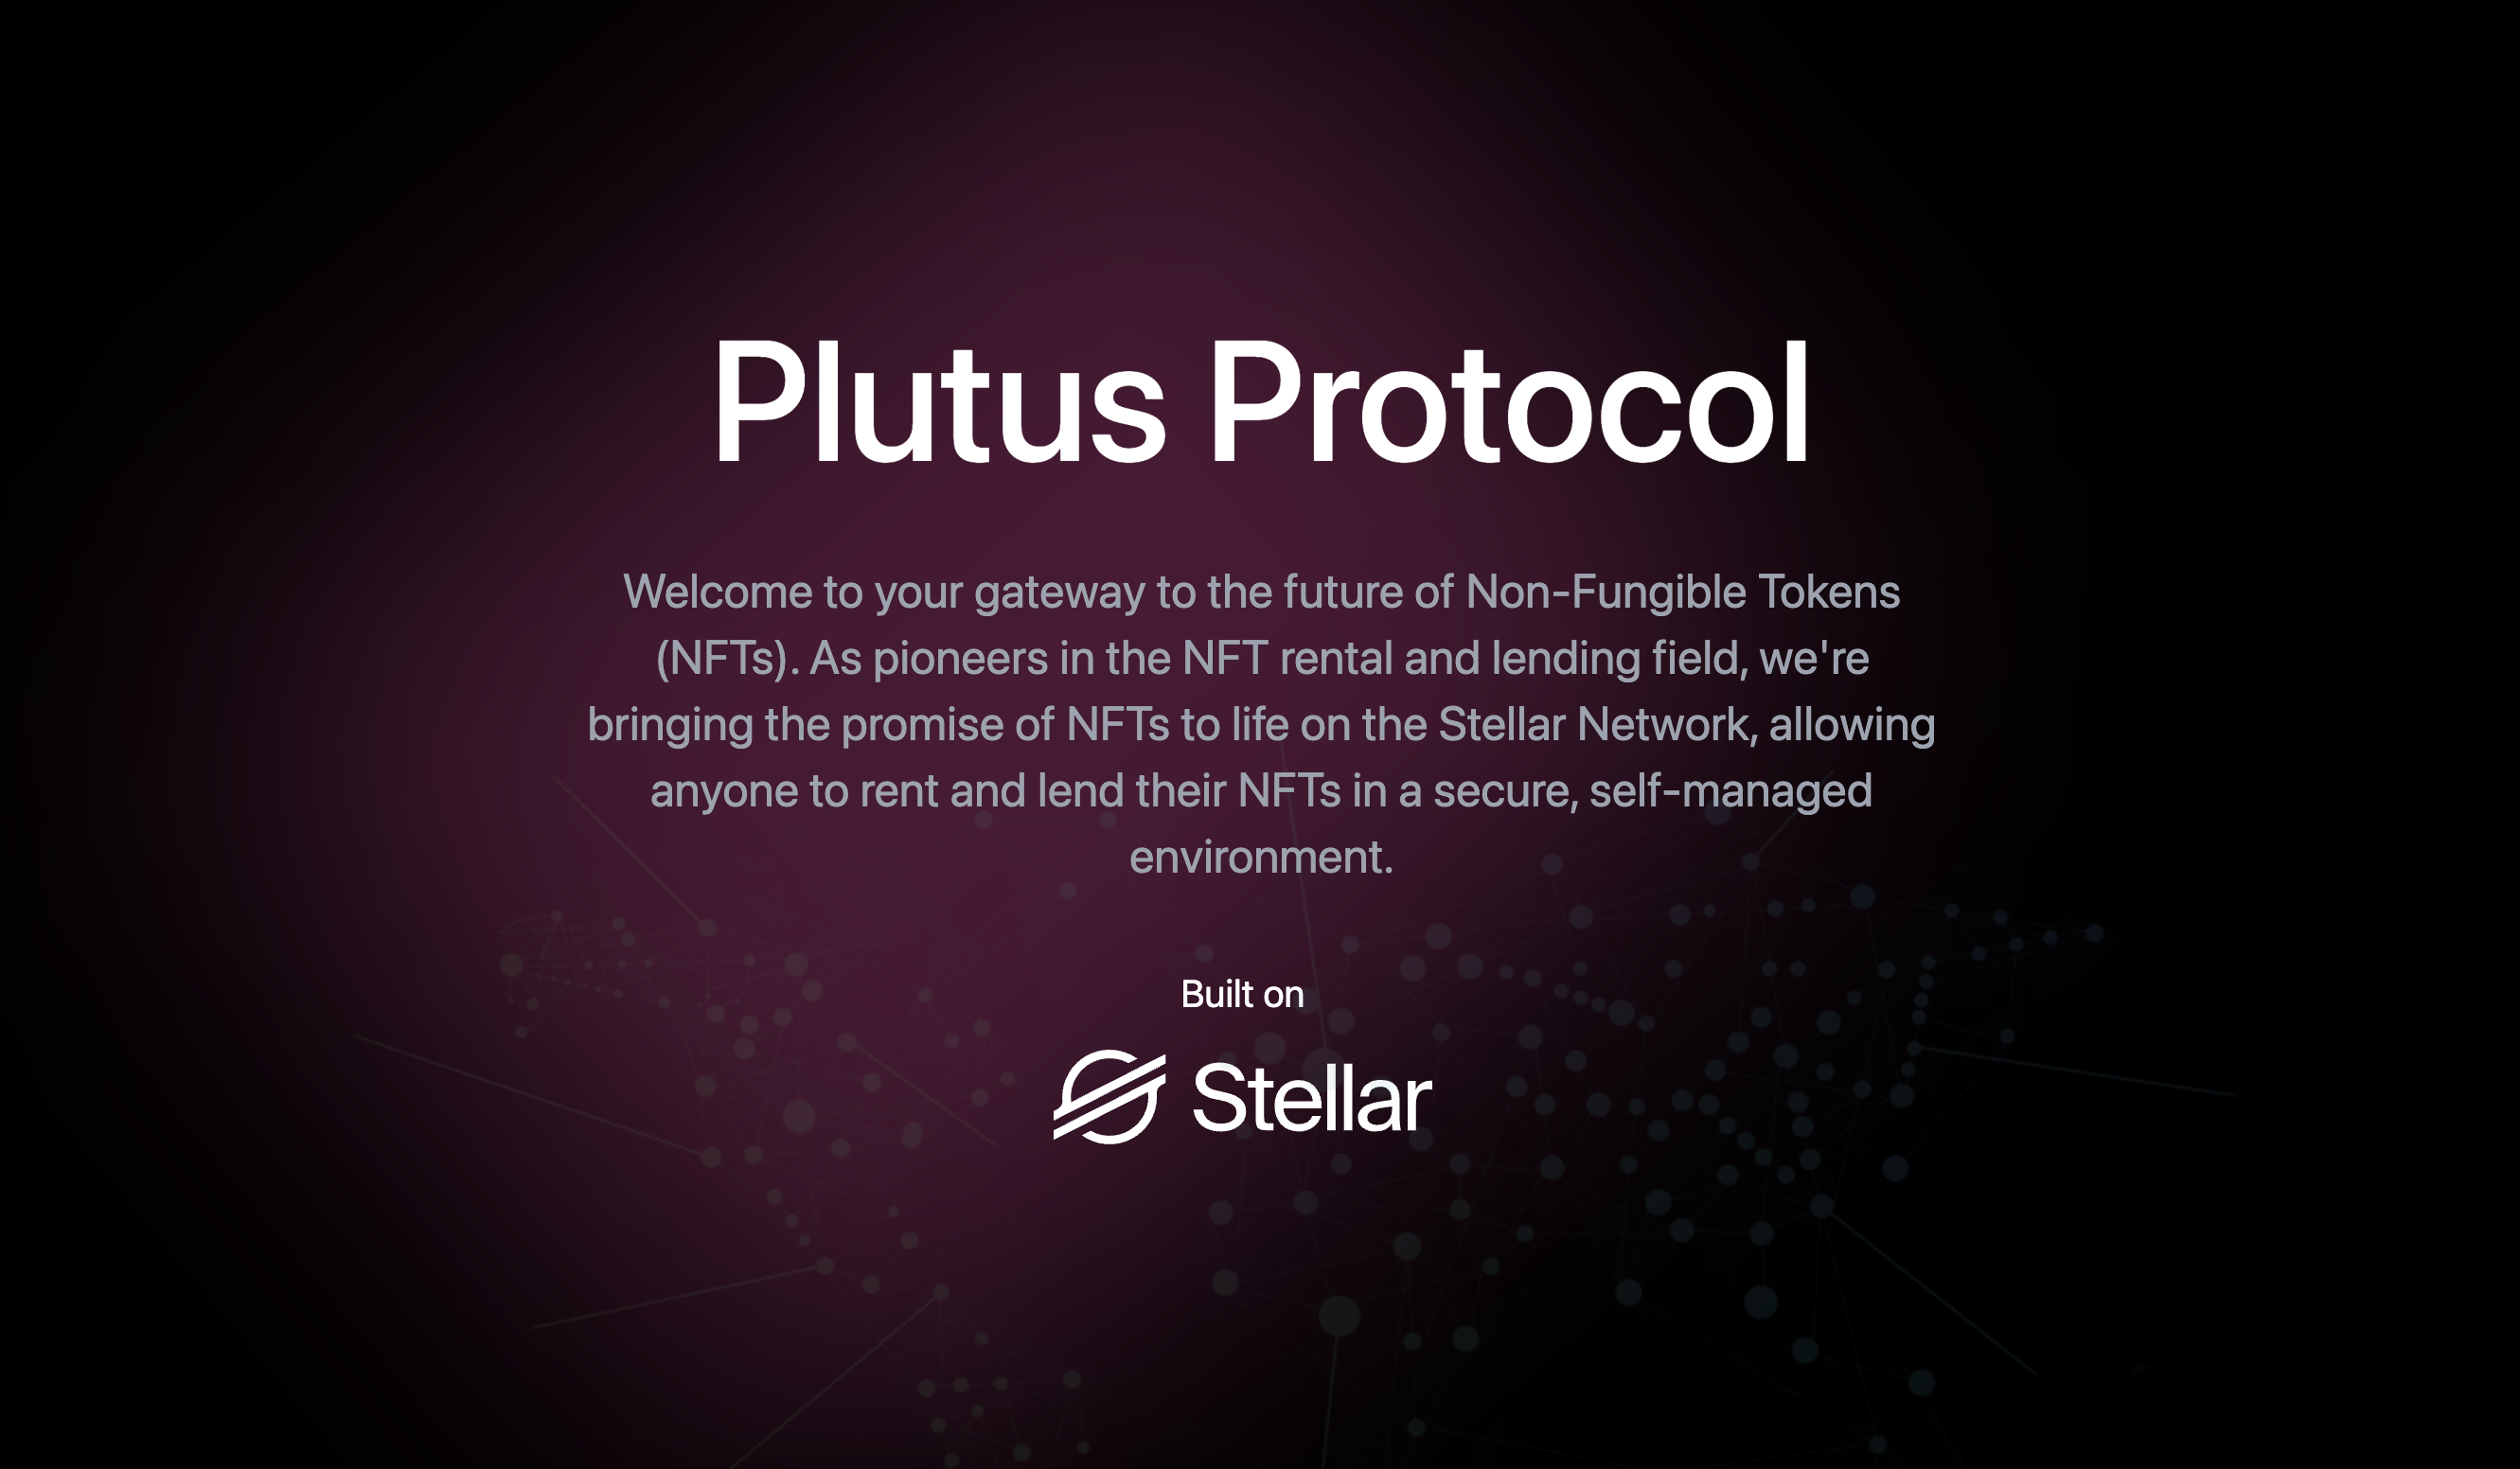 Plutus Protocol
Welcome to your gateway to the future of Non-Fungible Tokens
(NFTs). As pioneers in the NFT rental and lending field, we're
bringing the promise of NFTs to life on the Stellar Network, allowing
anyone to rent and lend their NFTs in a secure, self-managed
environment.
Built on
Stellar